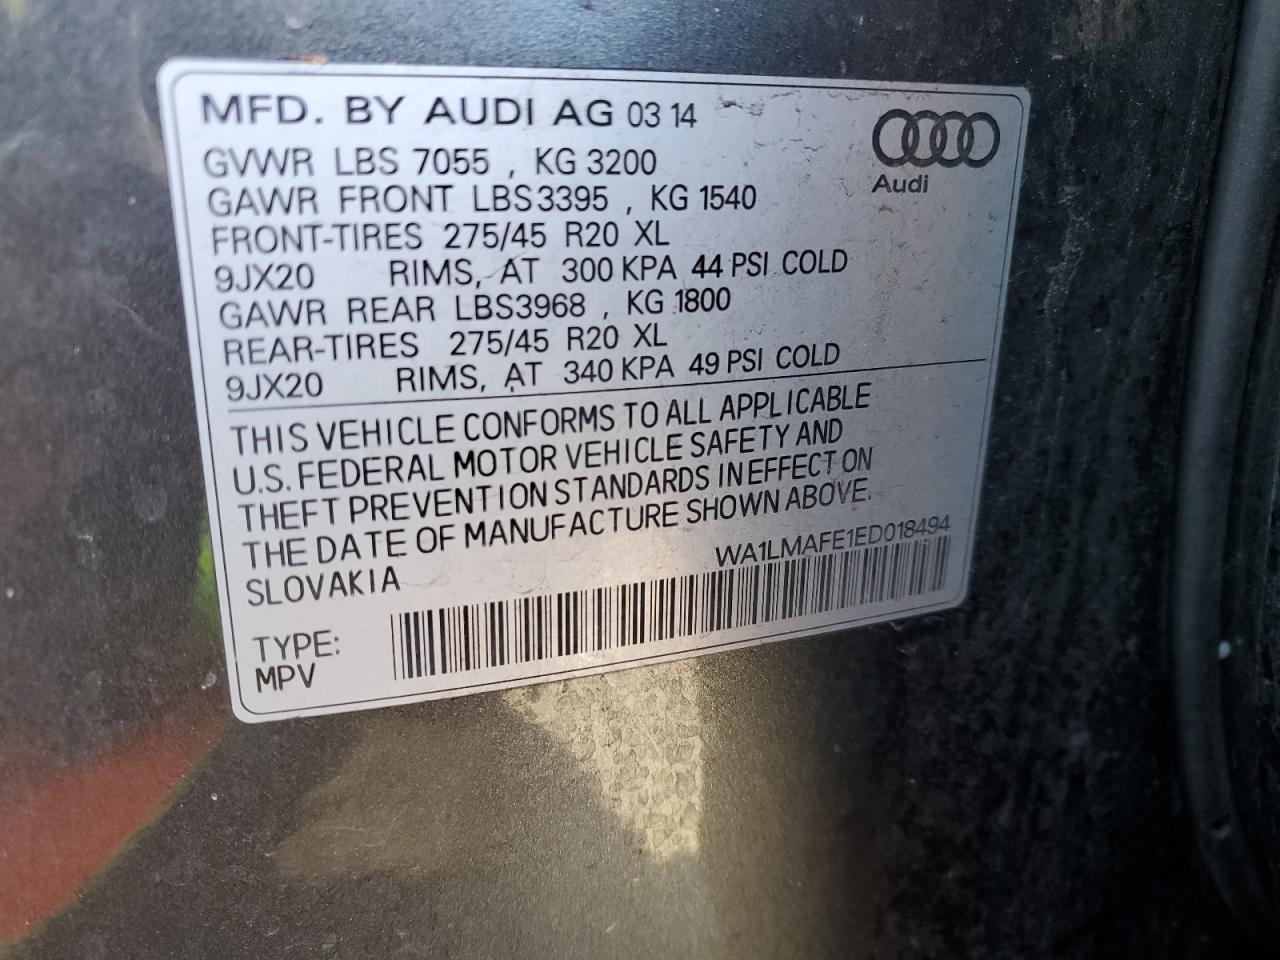 MFD. BY AUDI AG 03 14
GVWR LBS 7055 , KG 3200
GAWR FRONT LBS3395 , KG 1540
FRONT-TIRES 275/45 R20 XL
9JX20 RIMS, AT 300 KPA 44 PSI COLD
GAWR REAR LBS3968 , KG 1800
REAR-TIRES 275/45 R20 XL
9JX20 RIMS, AT 340 KPA 49 PSI COLD
Audi
THIS VEHICLE CONFORMS TO ALL APPLICABLE
U.S. FEDERAL MOTOR VEHICLE SAFETY AND
THEFT PREVENTION STANDARDS IN EFFECT ON
THE DATE OF MANUFACTURE SHOWN ABOVE.
SLOVAKIA
WA1LMAFE1ED018494
TYPE:
MPV